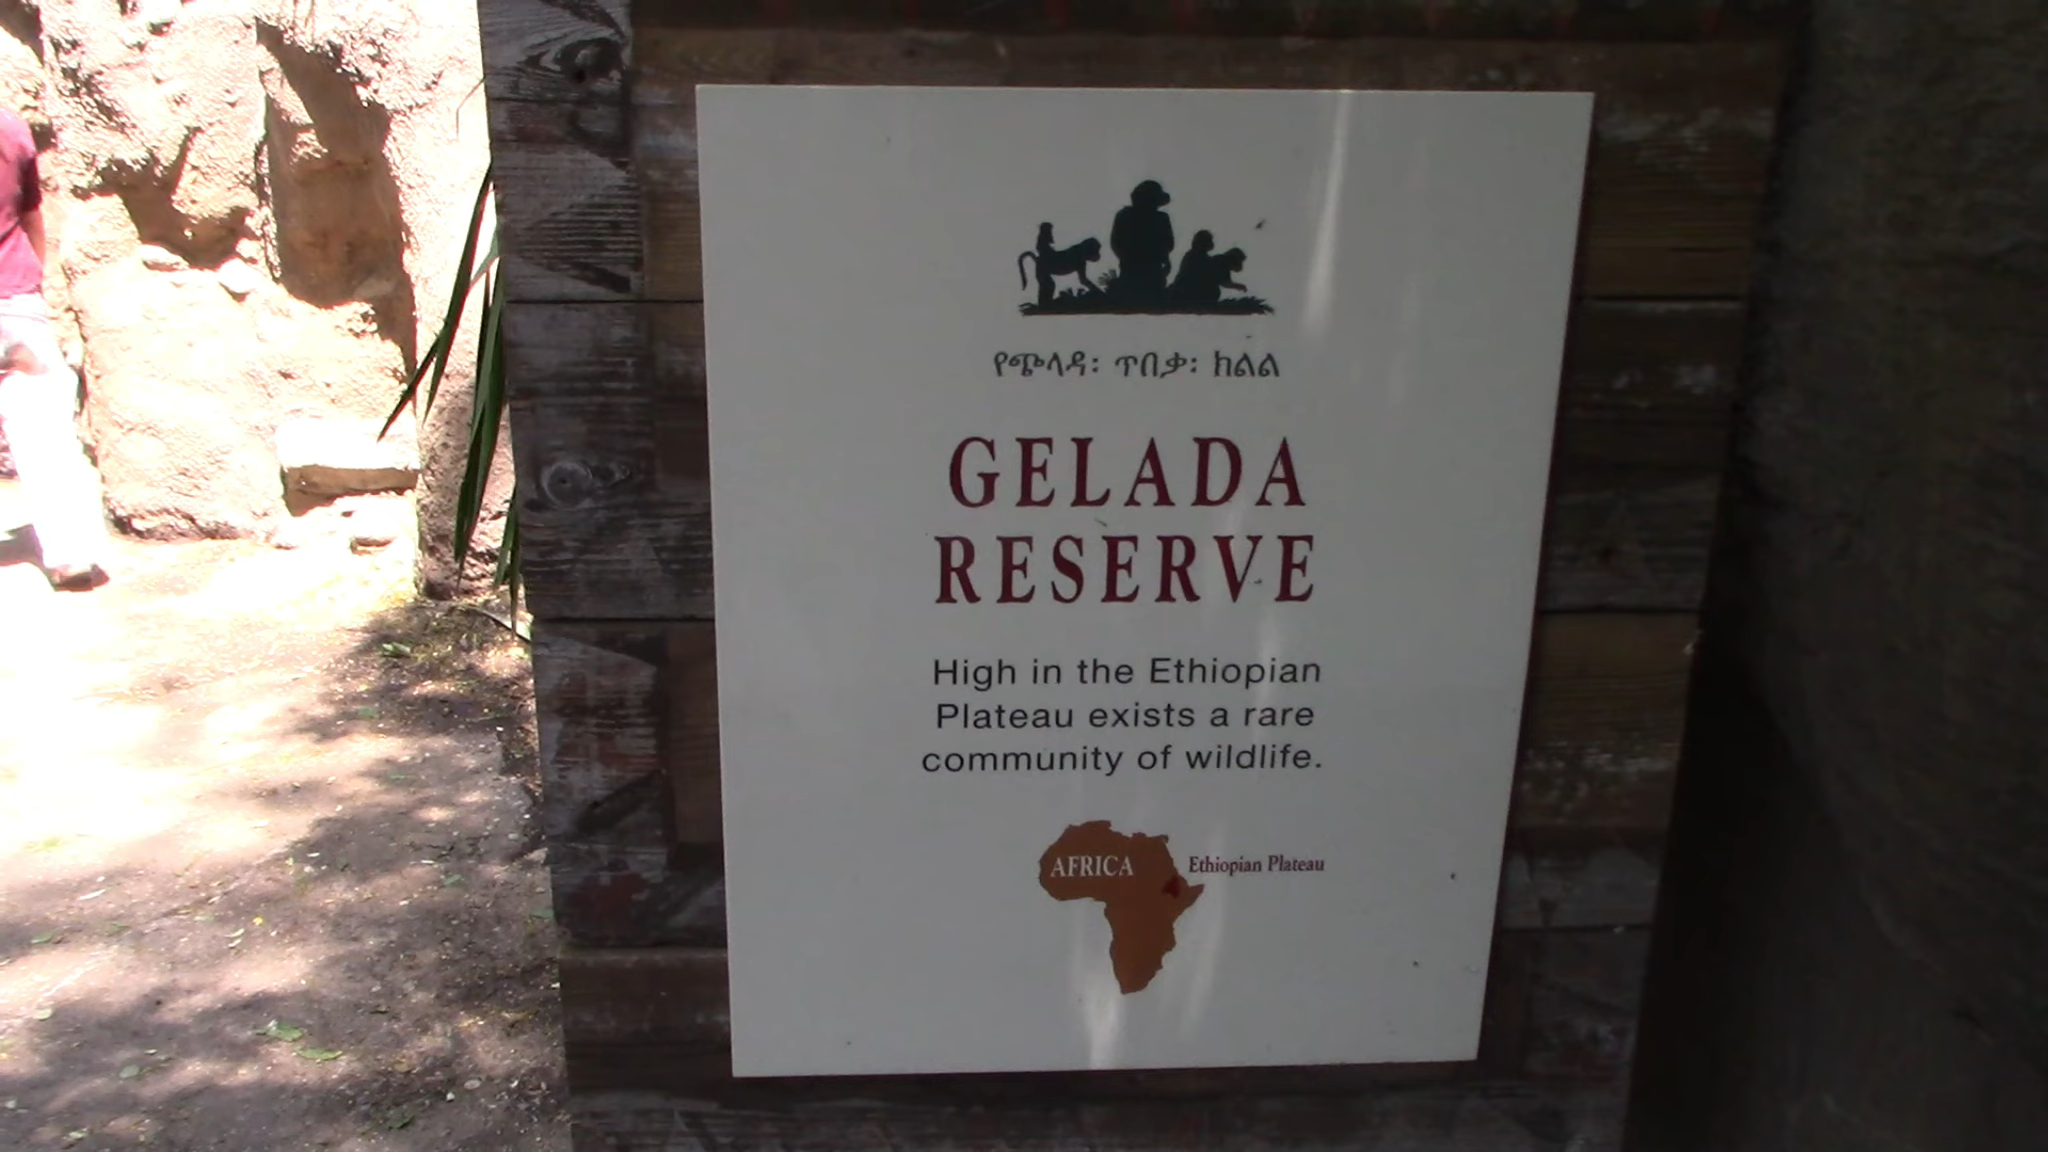 የጭላዳ፡ ጥበቃ፡ ክልል
GELADA
RESERVE
High in the Ethiopian
Plateau exists a rare
community of wildlife.
AFRICA
Ethiopian Plateau